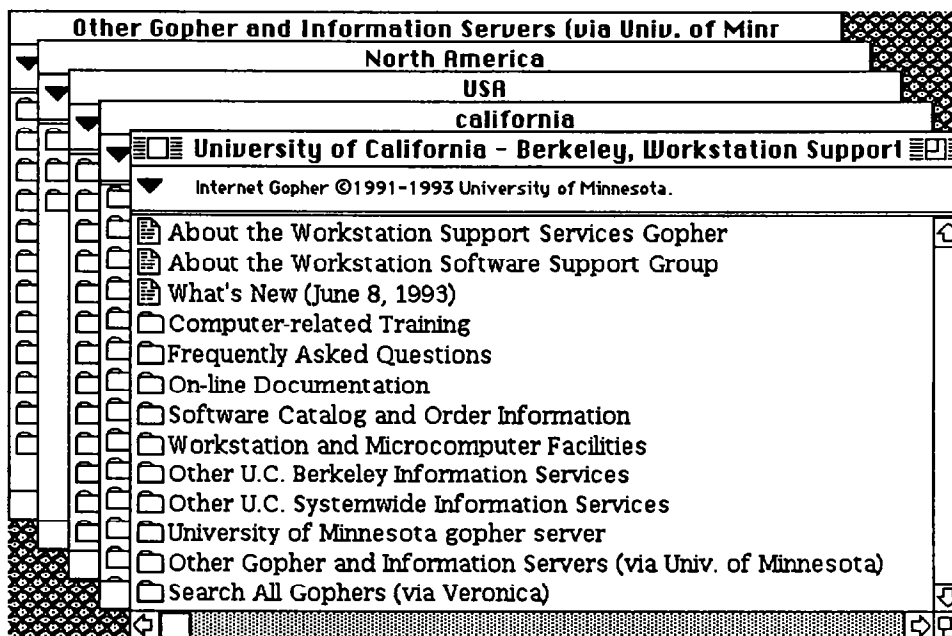 Other Gopher and Information Servers (via Univ. of Minr
North America
USA
california
University of California - Berkeley, Workstation Support
Internet Gopher ©1991-1993 University of Minnesota.
About the Workstation Support Services Gopher
About the Workstation Software Support Group
What's New (June 8, 1993)
Computer-related Training
Frequently Asked Questions
On-line Documentation
Software Catalog and Order Information
Workstation and Microcomputer Facilities
Other U.C. Berkeley Information Services
Other U.C. Systemwide Information Services
University of Minnesota gopher server
Other Gopher and Information Servers (via Univ. of Minnesota)
Search All Gophers (via Veronica)